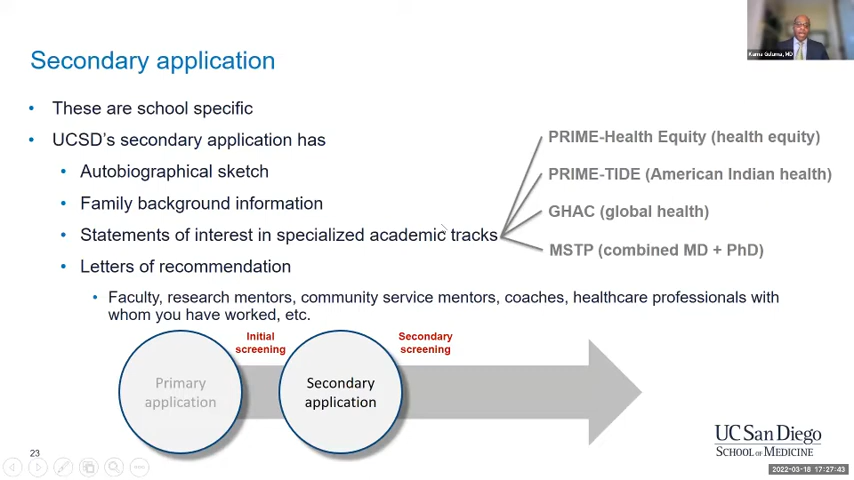 Secondary application
Kama Guluma, MD
• These are school specific
• UCSD's secondary application has
• Autobiographical sketch
• Family background information
• Statements of interest in specialized academic tracks
• Letters of recommendation
• Faculty, research mentors, community service mentors, coaches, healthcare professionals with
whom you have worked, etc.
PRIME-Health Equity (health equity)
PRIME-TIDE (American Indian health)
GHAC (global health)
MSTP (combined MD + PhD)
Initial
screening
Secondary
screening
Primary
application
Secondary
application
23
UC San Diego
SCHOOL OF MEDICINE
2022-03-18 17:27:43